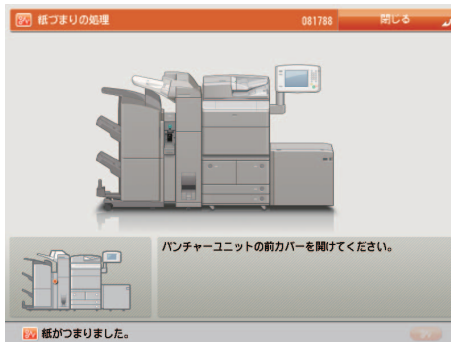 紙づまりの処理
081788
閉じる
パンチャーユニットの前カバーを開けてください。
紙がつまりました。